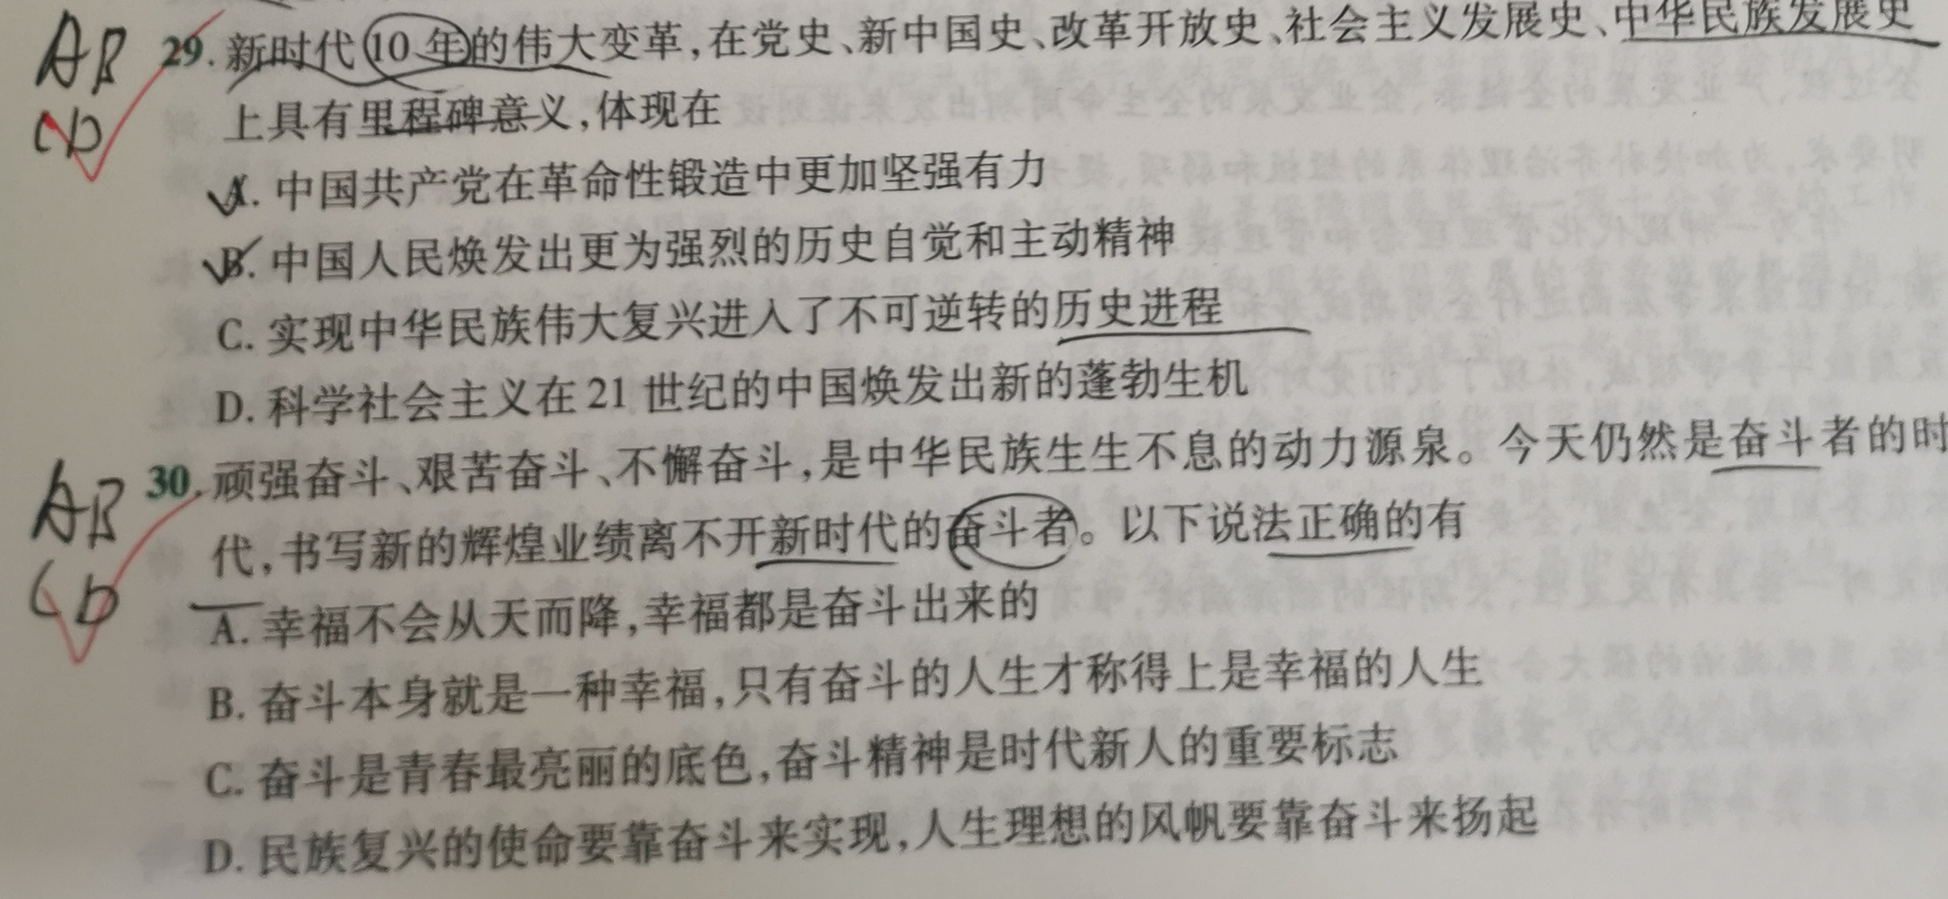 AB
CD
29. 新时代10年的伟大变革,在党史、新中国史、改革开放史、社会主义发展史、中华民族发展史
上具有里程碑意义,体现在
A. 中国共产党在革命性锻造中更加坚强有力
B. 中国人民焕发出更为强烈的历史自觉和主动精神
C. 实现中华民族伟大复兴进入了不可逆转的历史进程
D. 科学社会主义在21世纪的中国焕发出新的蓬勃生机
AB
CD
30. 顽强奋斗、艰苦奋斗、不懈奋斗,是中华民族生生不息的动力源泉。今天仍然是奋斗者的时
代,书写新的辉煌业绩离不开新时代的奋斗者。以下说法正确的有
A. 幸福不会从天而降,幸福都是奋斗出来的
B. 奋斗本身就是一种幸福,只有奋斗的人生才称得上是幸福的人生
C. 奋斗是青春最亮丽的底色,奋斗精神是时代新人的重要标志
D. 民族复兴的使命要靠奋斗来实现,人生理想的风帆要靠奋斗来扬起